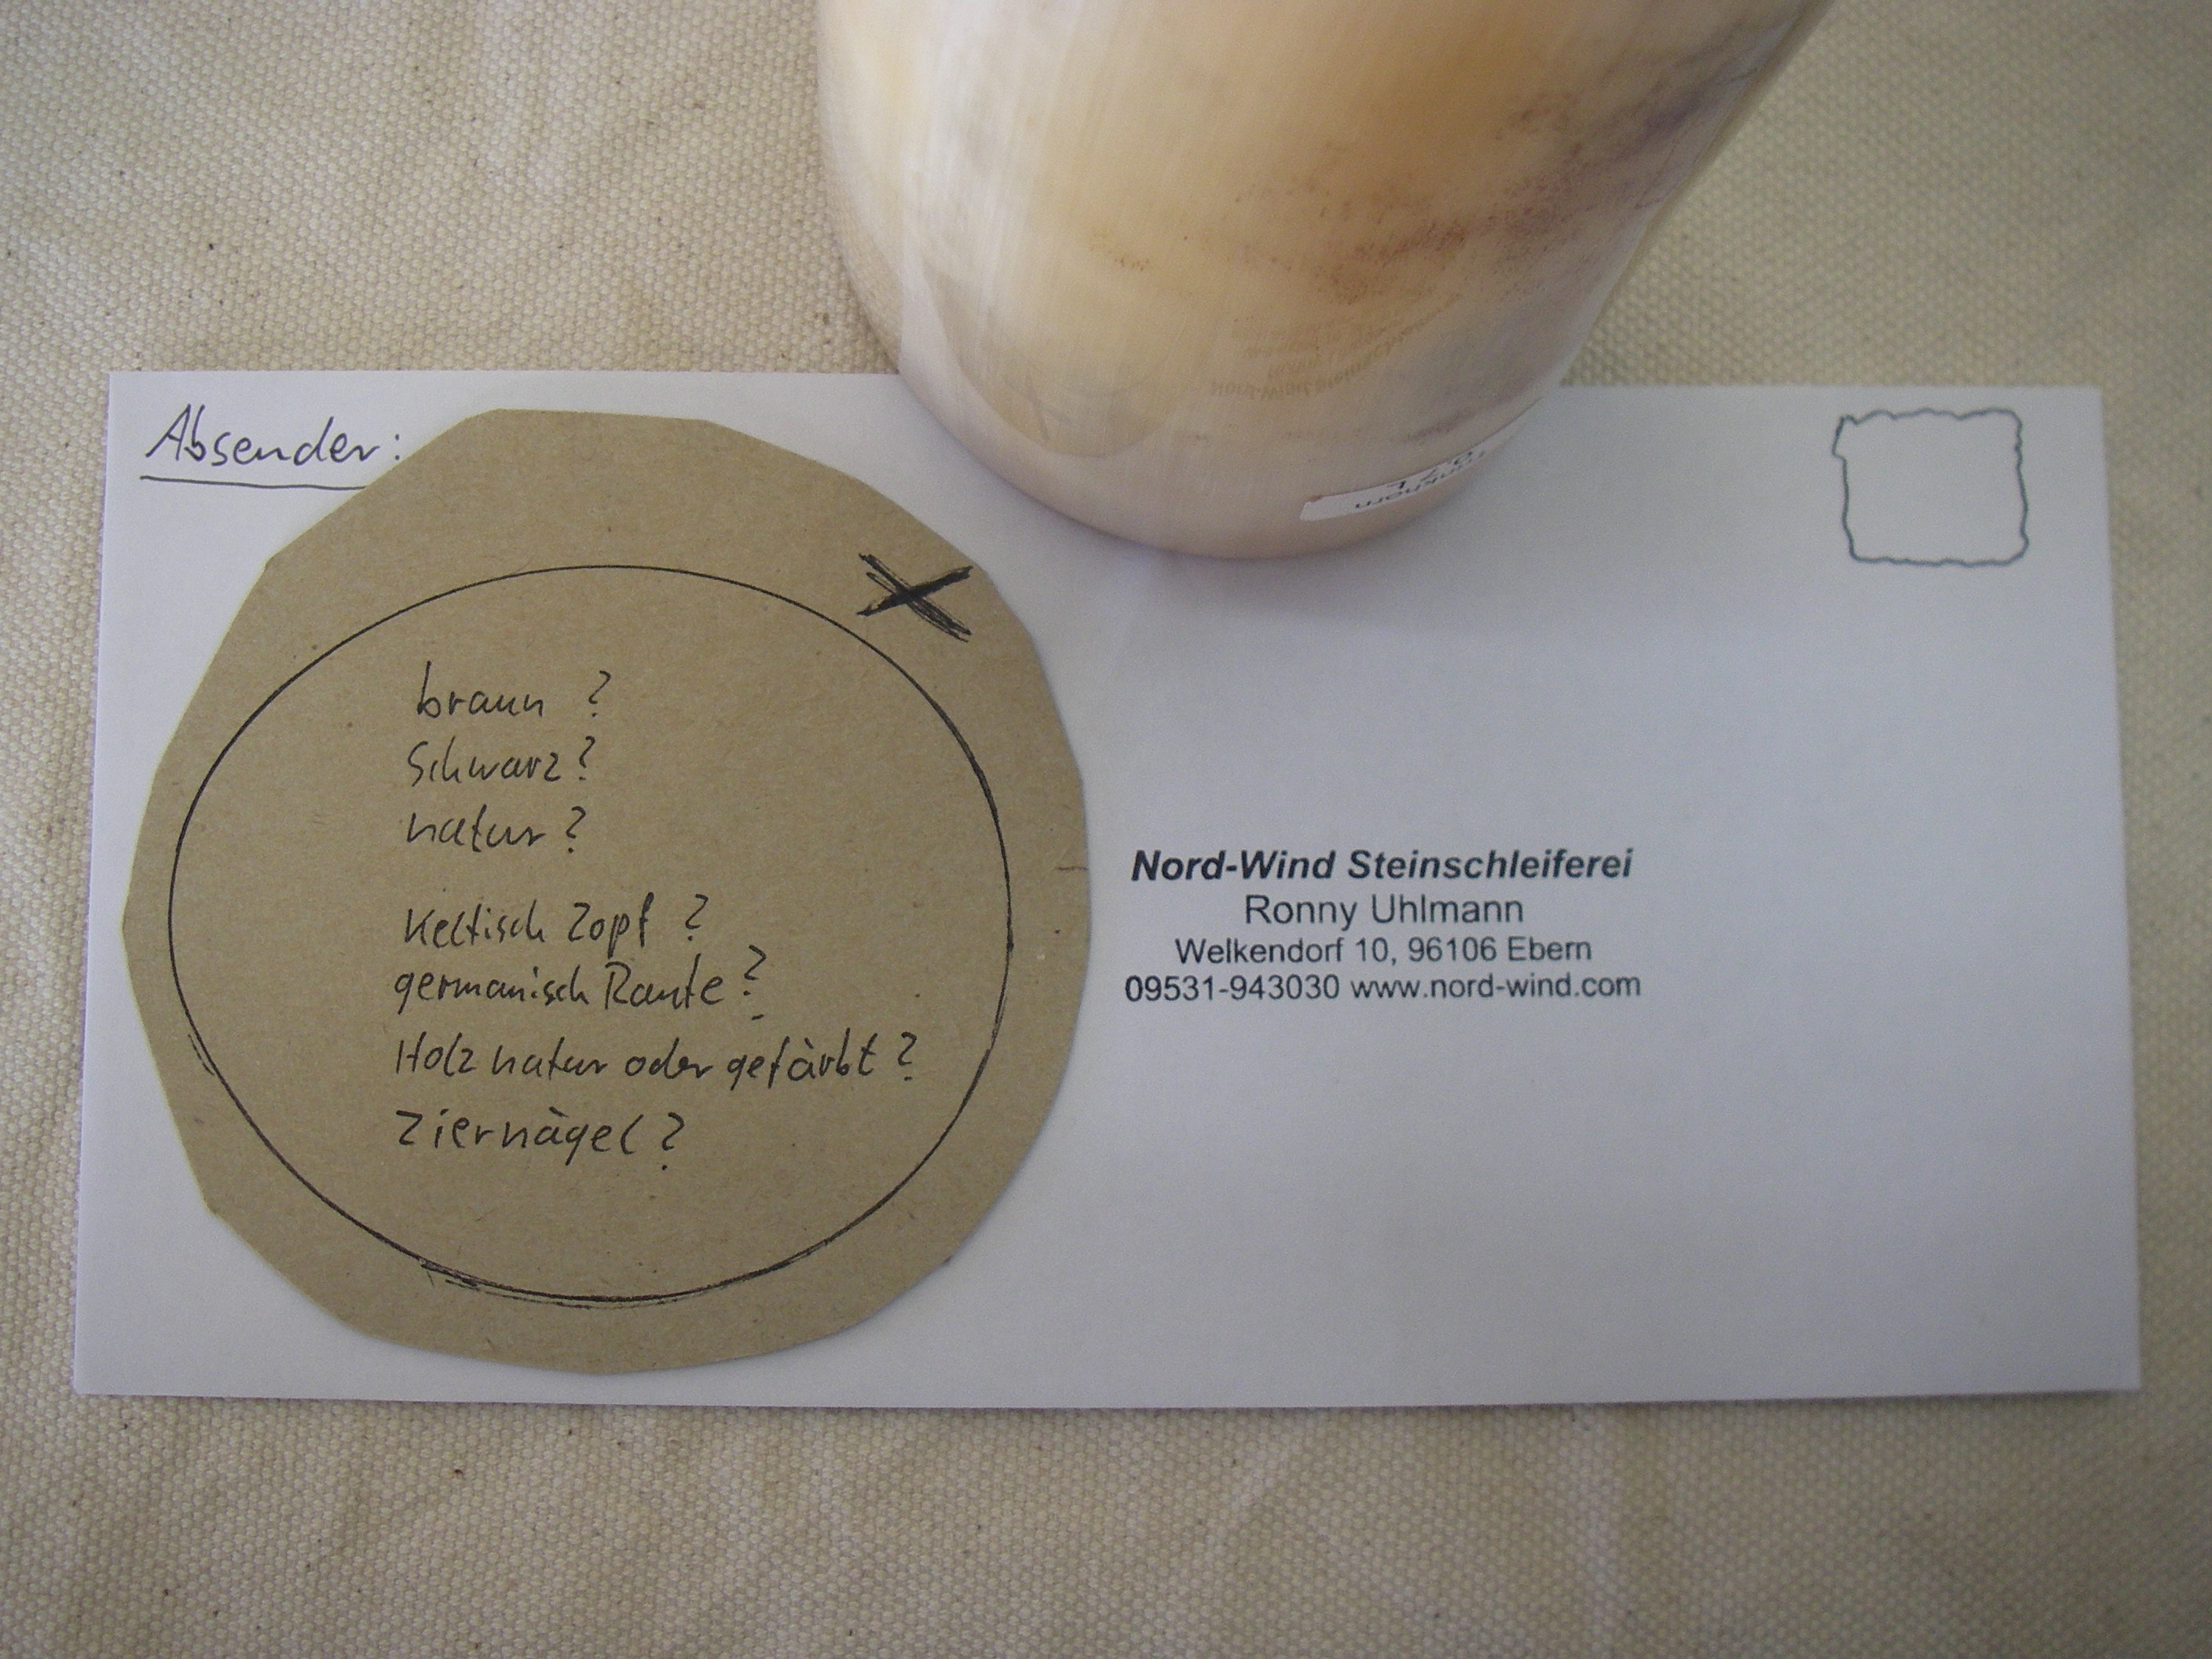 Absender:
braun ?
Schwarz ?
natur ?
Keltisch Zopf ?
germanisch Raute ?
Holz natur oder gefärbt ?
Ziernägel ?
Nord-Wind Steinschleiferei
Ronny Uhlmann
Welkendorf 10, 96106 Ebern
09531-943030 www.nord-wind.com